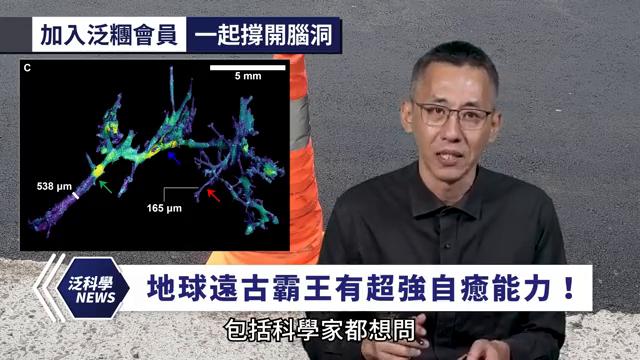 加入泛糰會員
一起撐開腦洞
C
5 mm
538 μm
165 μm
泛科學
NEWS
地球遠古霸王有超強自癒能力！
包括科學家都想問